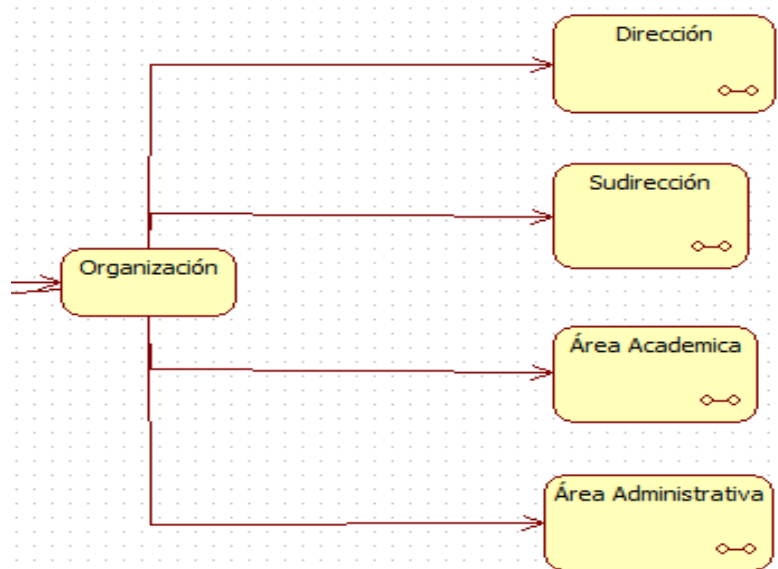 Dirección
Sudirección
Organización
Área Academica
Área Administrativa